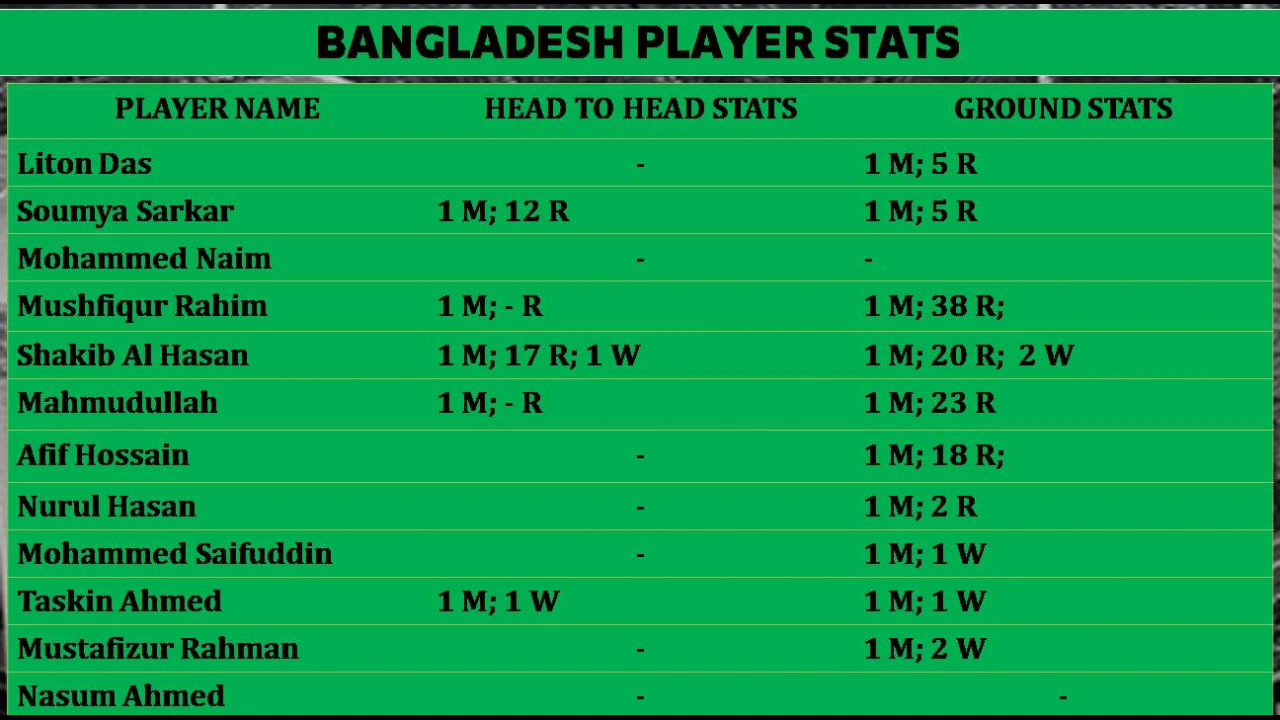 BANGLADESH PLAYER STATS
PLAYER NAME HEAD TO HEAD STATS GROUND STATS
Liton Das - 1 M; 5 R
Soumya Sarkar 1 M; 12 R 1 M; 5 R
Mohammed Naim - -
Mushfiqur Rahim 1 M; - R 1 M; 38 R;
Shakib Al Hasan 1 M; 17 R; 1 W 1 M; 20 R; 2 W
Mahmudullah 1 M; - R 1 M; 23 R
Afif Hossain - 1 M; 18 R;
Nurul Hasan - 1 M; 2 R
Mohammed Saifuddin - 1 M; 1 W
Taskin Ahmed 1 M; 1 W 1 M; 1 W
Mustafizur Rahman - 1 M; 2 W
Nasum Ahmed - -